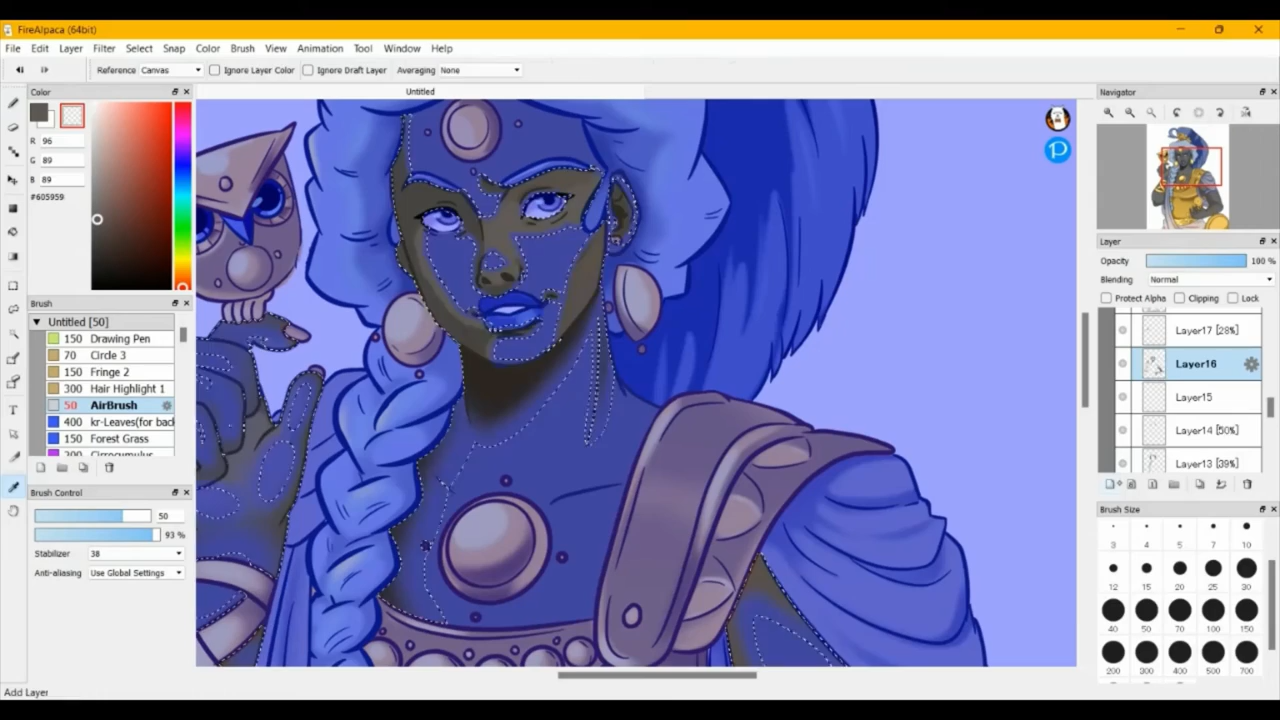 FireAlpaca (64bit)
File Edit Layer Filter Select Snap Color Brush View Animation Tool Window Help
Reference Canvas Ignore Layer Color Ignore Draft Layer Averaging None
Color
Untitled
Navigator
R 96
G 89
B 89
#605959
Layer
Opacity 100 %
Blending Normal
Protect Alpha Clipping Lock
Layer17 [28%]
Layer16
Layer15
Layer14 [50%]
Layer13 [39%]
Brush
Untitled [50]
150 Drawing Pen
70 Circle 3
150 Fringe 2
300 Hair Highlight 1
50 AirBrush
400 kr-Leaves(for back
150 Forest Grass
Brush Control
50
93 %
Stabilizer 38
Anti-aliasing Use Global Settings
Brush Size
3 4 5 7 10
12 15 20 25 30
40 50 70 100 150
200 300 400 500 700
Add Layer